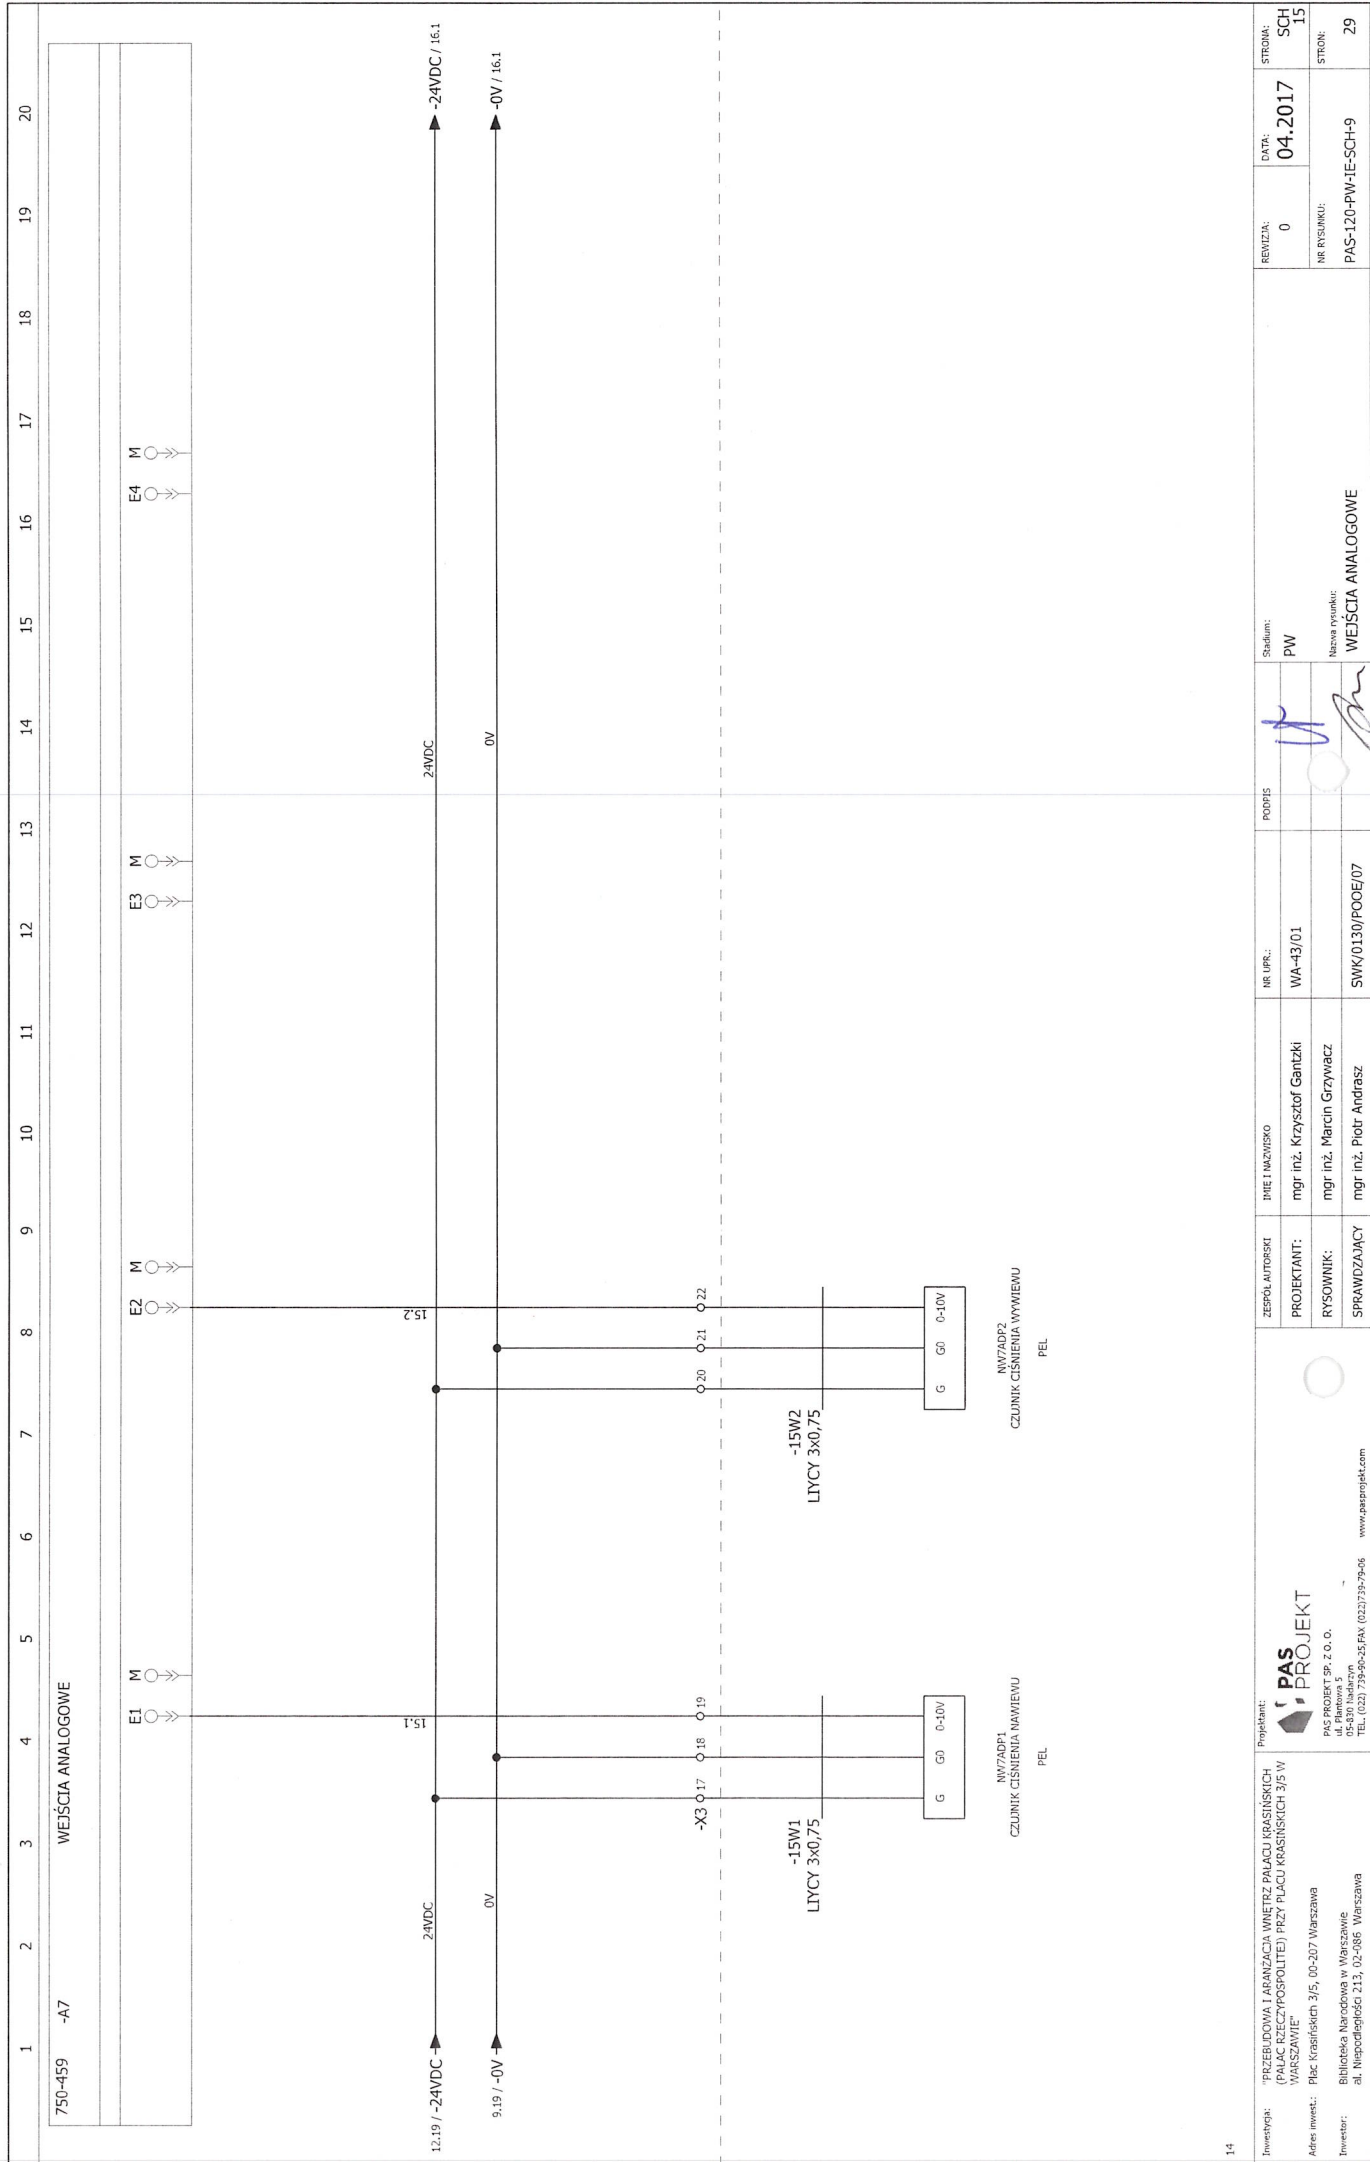 1 2 3 4 5 6 7 8 9 10 11 12 13 14 15 16 17 18 19 20
750-459 -A7 WEJŚCIA ANALOGOWE
E1 M E2 M E3 M E4 M
15.1 15.2
12.19 / -24VDC 24VDC 24VDC -24VDC / 16.1
9.19 / -0V 0V 0V -0V / 16.1
-X3 17 18 19 20 21 22
-15W1
LIYCY 3x0,75
-15W2
LIYCY 3x0,75
G G0 0-10V
G G0 0-10V
NW7ADP1
CZUJNIK CIŚNIENIA NAWIEWU
PEL
NW7ADP2
CZUJNIK CIŚNIENIA WYWIEWU
PEL
14
Inwestycja:
"PRZEBUDOWA I ARANŻACJA WNĘTRZ PAŁACU KRASIŃSKICH
(PAŁAC RZECZYPOSPOLITEJ) PRZY PLACU KRASIŃSKICH 3/5 W
WARSZAWIE"
Adres inwest.: Plac Krasińskich 3/5, 00-207 Warszawa
Inwestor:
Biblioteka Narodowa w Warszawie
al. Niepodległości 213, 02-086 Warszawa
Projektant:
PAS
PROJEKT
PAS PROJEKT SP. Z O. O.
ul. Plantowa 5
05-830 Nadarzyn
TEL. (022) 739-90-25,FAX (022)739-79-06 www.pasprojekt.com
ZESPÓŁ AUTORSKI IMIĘ I NAZWISKO NR UPR.: PODPIS
PROJEKTANT: mgr inż. Krzysztof Gantzki WA-43/01
RYSOWNIK: mgr inż. Marcin Grzywacz
SPRAWDZAJĄCY mgr inż. Piotr Andrasz SWK/0130/POOE/07
Stadium:
PW
Nazwa rysunku:
WEJŚCIA ANALOGOWE
REWIZJA:
0
DATA:
04.2017
STRONA:
SCH
15
NR RYSUNKU:
PAS-120-PW-IE-SCH-9
STRON:
29